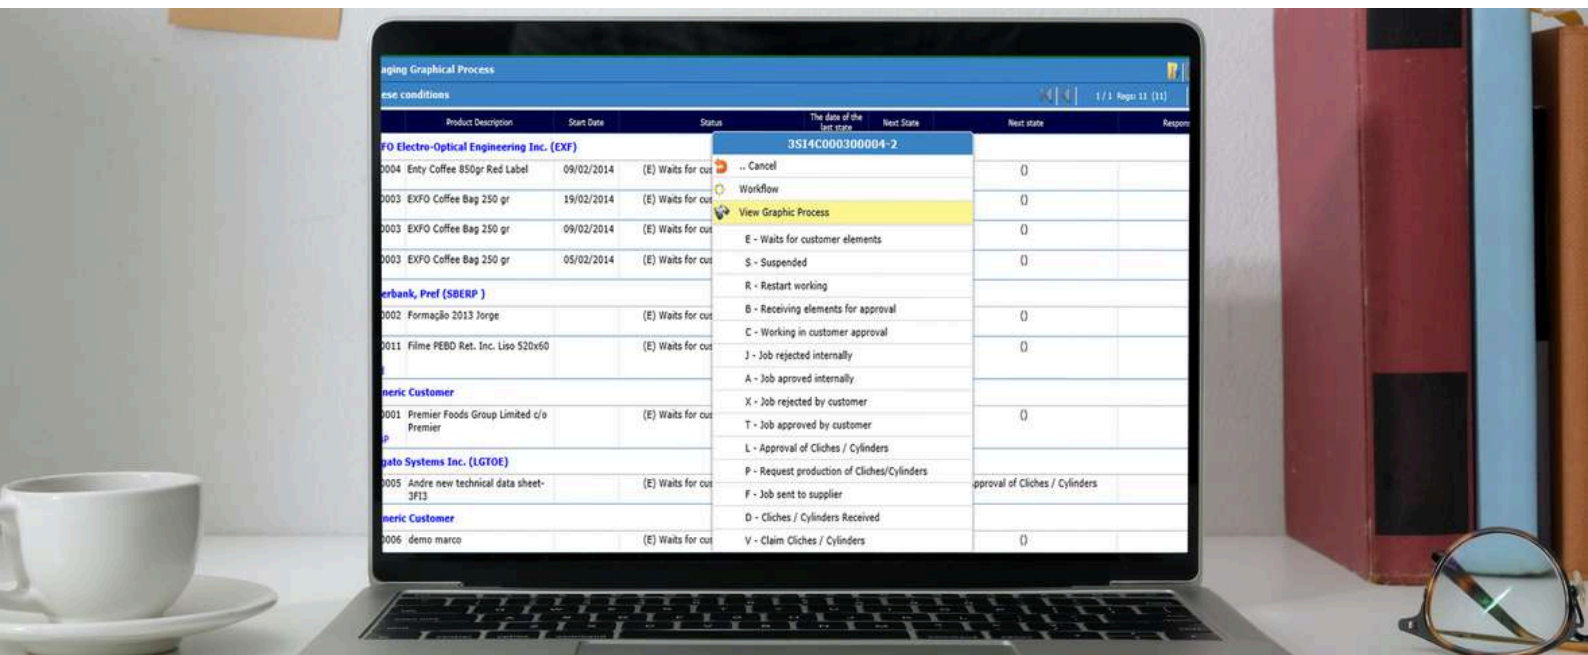 aging Graphical Process
ese conditions
1/1 Regs: 11 (11)
Product Description Start Date Status The date of the last state Next State Next state Respons
FO Electro-Optical Engineering Inc. (EXF)
0004 Enty Coffee 850gr Red Label 09/02/2014 (E) Waits for cus ()
0003 EXFO Coffee Bag 250 gr 19/02/2014 (E) Waits for cus ()
0003 EXFO Coffee Bag 250 gr 09/02/2014 (E) Waits for cus ()
0003 EXFO Coffee Bag 250 gr 05/02/2014 (E) Waits for cus ()
erbank, Pref (SBERP )
0002 Formação 2013 Jorge (E) Waits for cus ()
0011 Filme PEBD Ret. Inc. Liso 520x60 (E) Waits for cus ()
neric Customer
0001 Premier Foods Group Limited c/o (E) Waits for cus ()
Premier
gato Systems Inc. (LGTOE)
0005 Andre new technical data sheet- (E) Waits for cus pproval of Cliches / Cylinders
3FI3
neric Customer
0006 demo marco (E) Waits for cus ()
3SI4C000300004-2
.. Cancel
Workflow
View Graphic Process
E - Waits for customer elements
S - Suspended
R - Restart working
B - Receiving elements for approval
C - Working in customer approval
J - Job rejected internally
A - Job aproved internally
X - Job rejected by customer
T - Job approved by customer
L - Approval of Cliches / Cylinders
P - Request production of Cliches/Cylinders
F - Job sent to supplier
D - Cliches / Cylinders Received
V - Claim Cliches / Cylinders